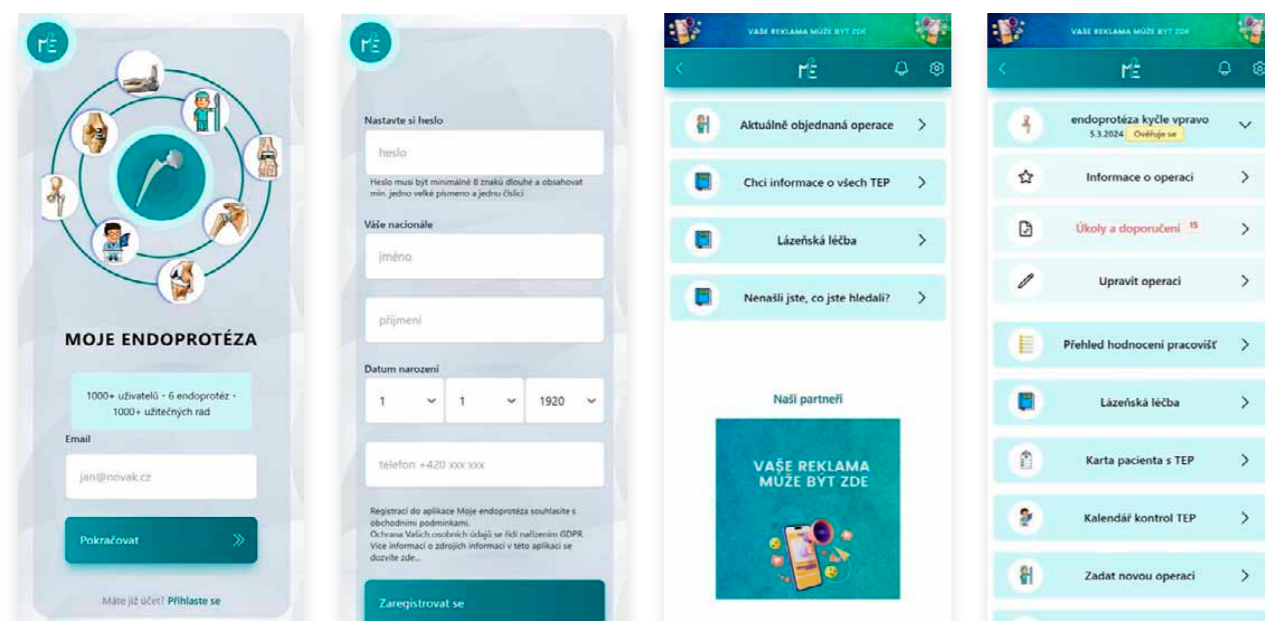 MĚ
MOJE ENDOPROTÉZA
1000+ uživatelů • 6 endoprotéz •
1000+ užitečných rad
Email
jan@novak.cz
Pokračovat
Máte již účet? Přihlaste se
MĚ
Nastavte si heslo
heslo
Heslo musí být minimálně 8 znaků dlouhé a obsahovat
min. jedno velké písmeno a jednu číslici
Váše nacionále
jméno
příjmení
Datum narození
1 1 1920
telefon +420 xxx xxx
Registrací do aplikace Moje endoprotéza souhlasíte s
obchodními podmínkami.
Ochrana Vašich osobních údajů se řídí nařízením GDPR.
Více informací o zdrojích informací v této aplikaci se
dozvíte zde...
Zaregistrovat se
VAŠE REKLAMA MŮŽE BÝT ZDE
MĚ
Aktuálně objednaná operace
Chci informace o všech TEP
Lázeňská léčba
Nenašli jste, co jste hledali?
Naši partneři
VAŠE REKLAMA
MŮŽE BÝT ZDE
VAŠE REKLAMA MŮŽE BÝT ZDE
MĚ
endoprotéza kyčle vpravo
5.3.2024 Ověřuje se
Informace o operaci
Úkoly a doporučení 15
Upravit operaci
Přehled hodnocení pracovišť
Lázeňská léčba
Karta pacienta s TEP
Kalendář kontrol TEP
Zadat novou operaci